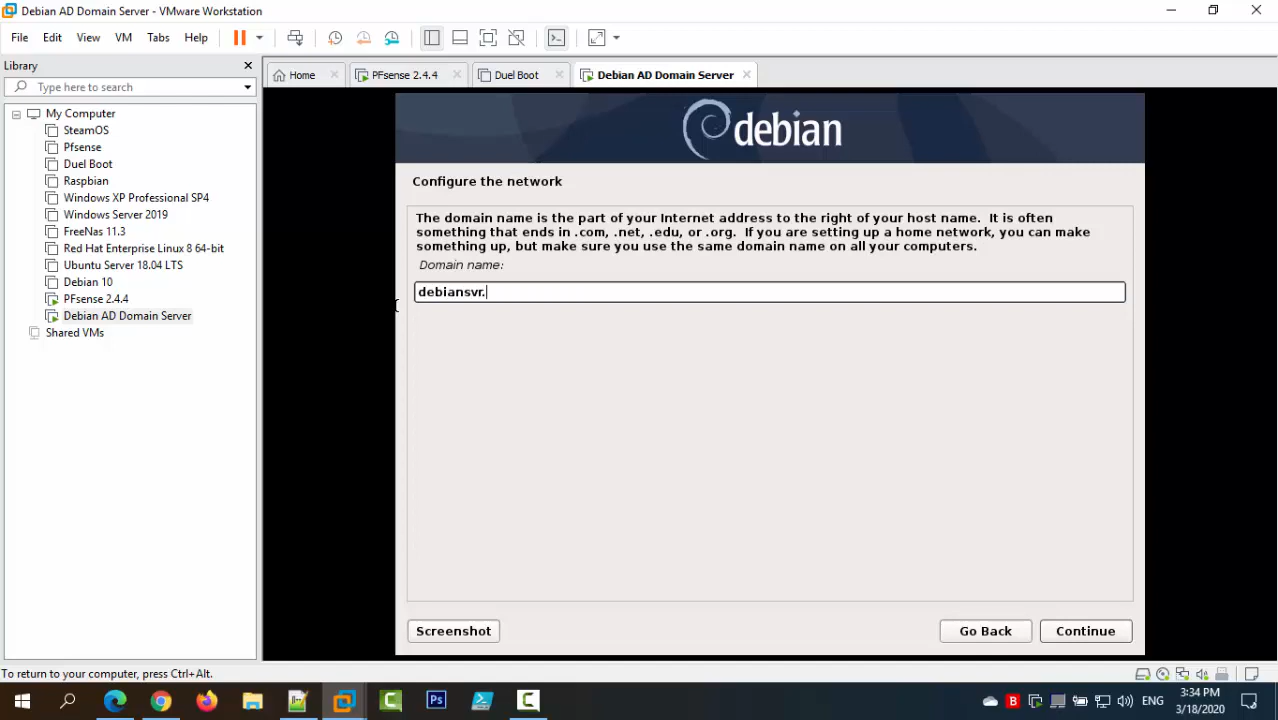 Debian AD Domain Server - VMware Workstation
File Edit View VM Tabs Help
Library
Type here to search
My Computer
SteamOS
Pfsense
Duel Boot
Raspbian
Windows XP Professional SP4
Windows Server 2019
FreeNas 11.3
Red Hat Enterprise Linux 8 64-bit
Ubuntu Server 18.04 LTS
Debian 10
PFsense 2.4.4
Debian AD Domain Server
Shared VMs
Home PFsense 2.4.4 Duel Boot Debian AD Domain Server
debian
Configure the network
The domain name is the part of your Internet address to the right of your host name. It is often
something that ends in .com, .net, .edu, or .org. If you are setting up a home network, you can make
something up, but make sure you use the same domain name on all your computers.
Domain name:
debiansvr.
Screenshot Go Back Continue
To return to your computer, press Ctrl+Alt.
Ps B ENG 3:34 PM
3/18/2020